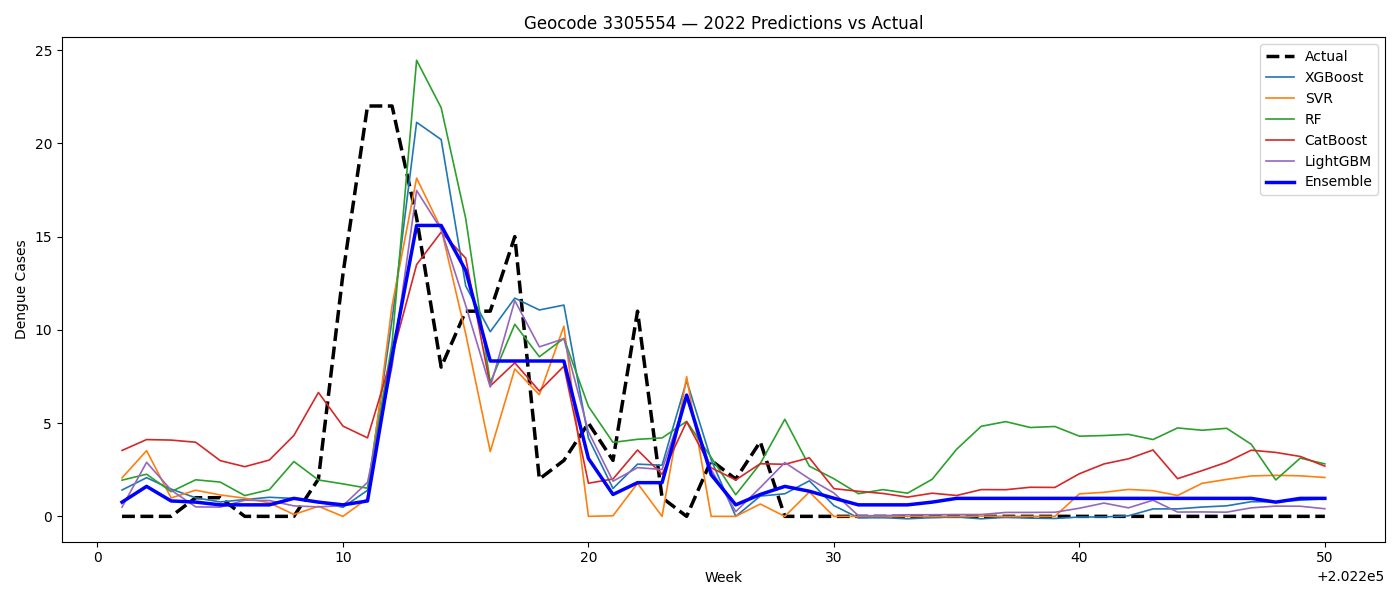 Geocode 3305554 — 2022 Predictions vs Actual
Dengue Cases
25
20
15
10
5
0
Actual
XGBoost
SVR
RF
CatBoost
LightGBM
Ensemble
0 10 20 30 40 50
+2.022e5
Week